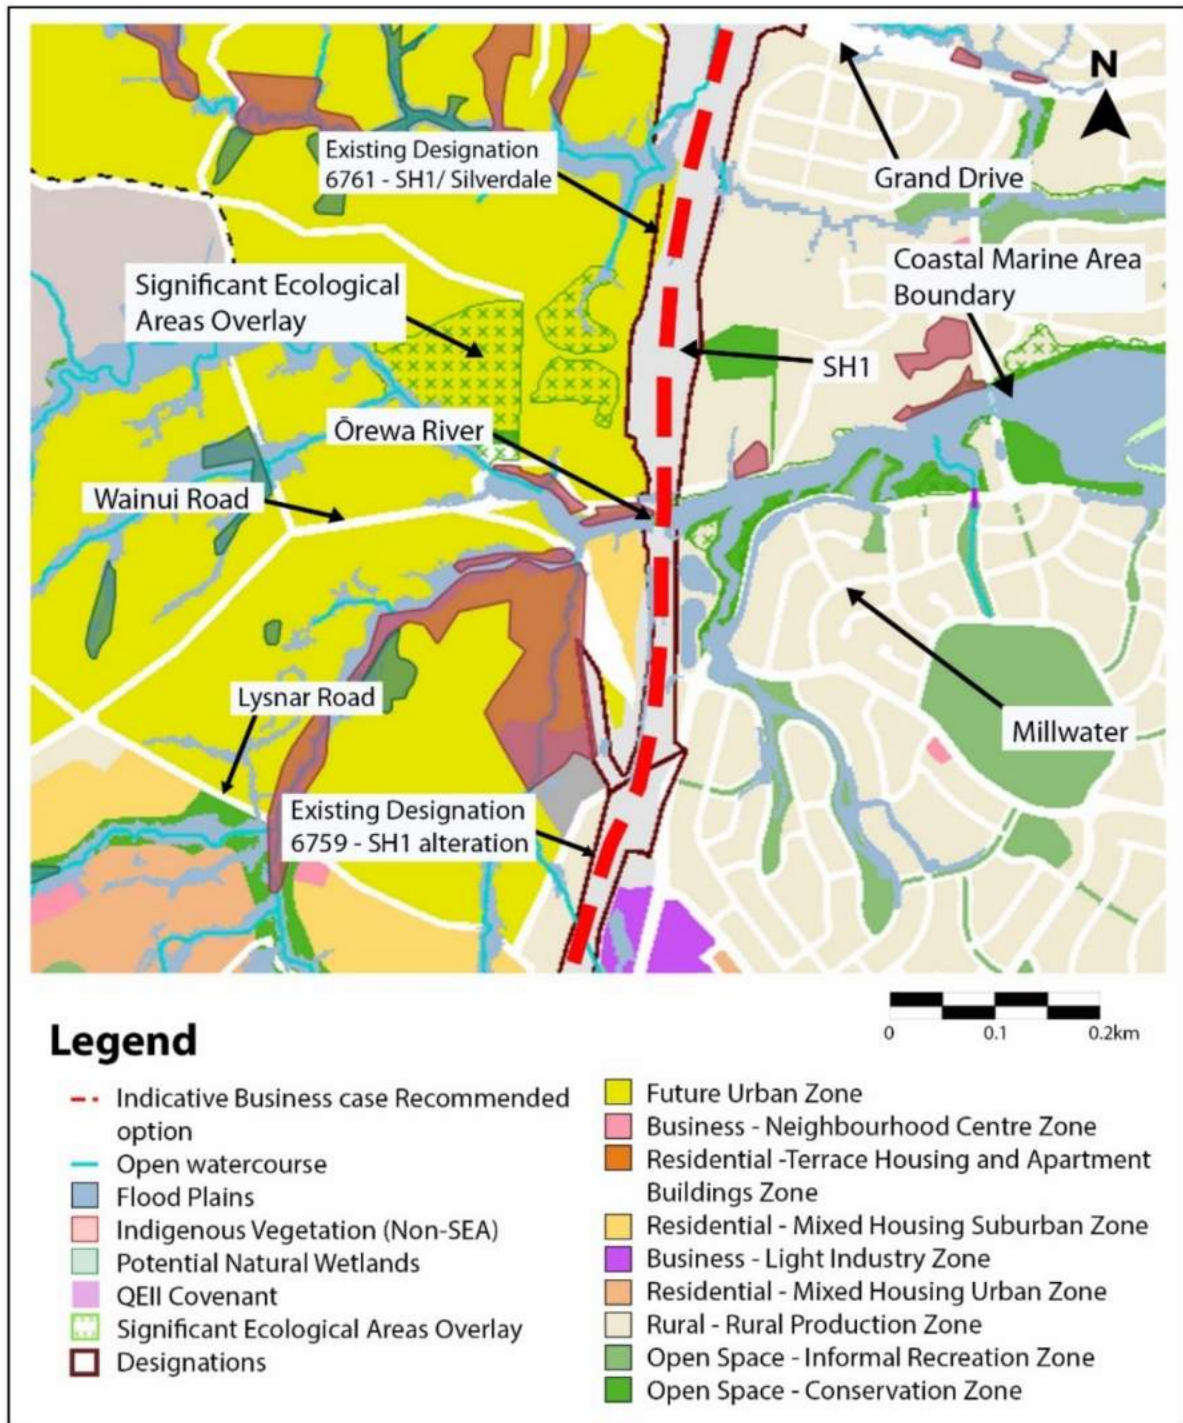 N
Existing Designation
6761 - SH1/ Silverdale
Grand Drive
Coastal Marine Area
Boundary
Significant Ecological
Areas Overlay
SH1
Ōrewa River
Wainui Road
Lysnar Road
Millwater
Existing Designation
6759 - SH1 alteration
0 0.1 0.2km
Legend
Indicative Business case Recommended
option
Open watercourse
Flood Plains
Indigenous Vegetation (Non-SEA)
Potential Natural Wetlands
QEII Covenant
Significant Ecological Areas Overlay
Designations
Future Urban Zone
Business - Neighbourhood Centre Zone
Residential -Terrace Housing and Apartment
Buildings Zone
Residential - Mixed Housing Suburban Zone
Business - Light Industry Zone
Residential - Mixed Housing Urban Zone
Rural - Rural Production Zone
Open Space - Informal Recreation Zone
Open Space - Conservation Zone